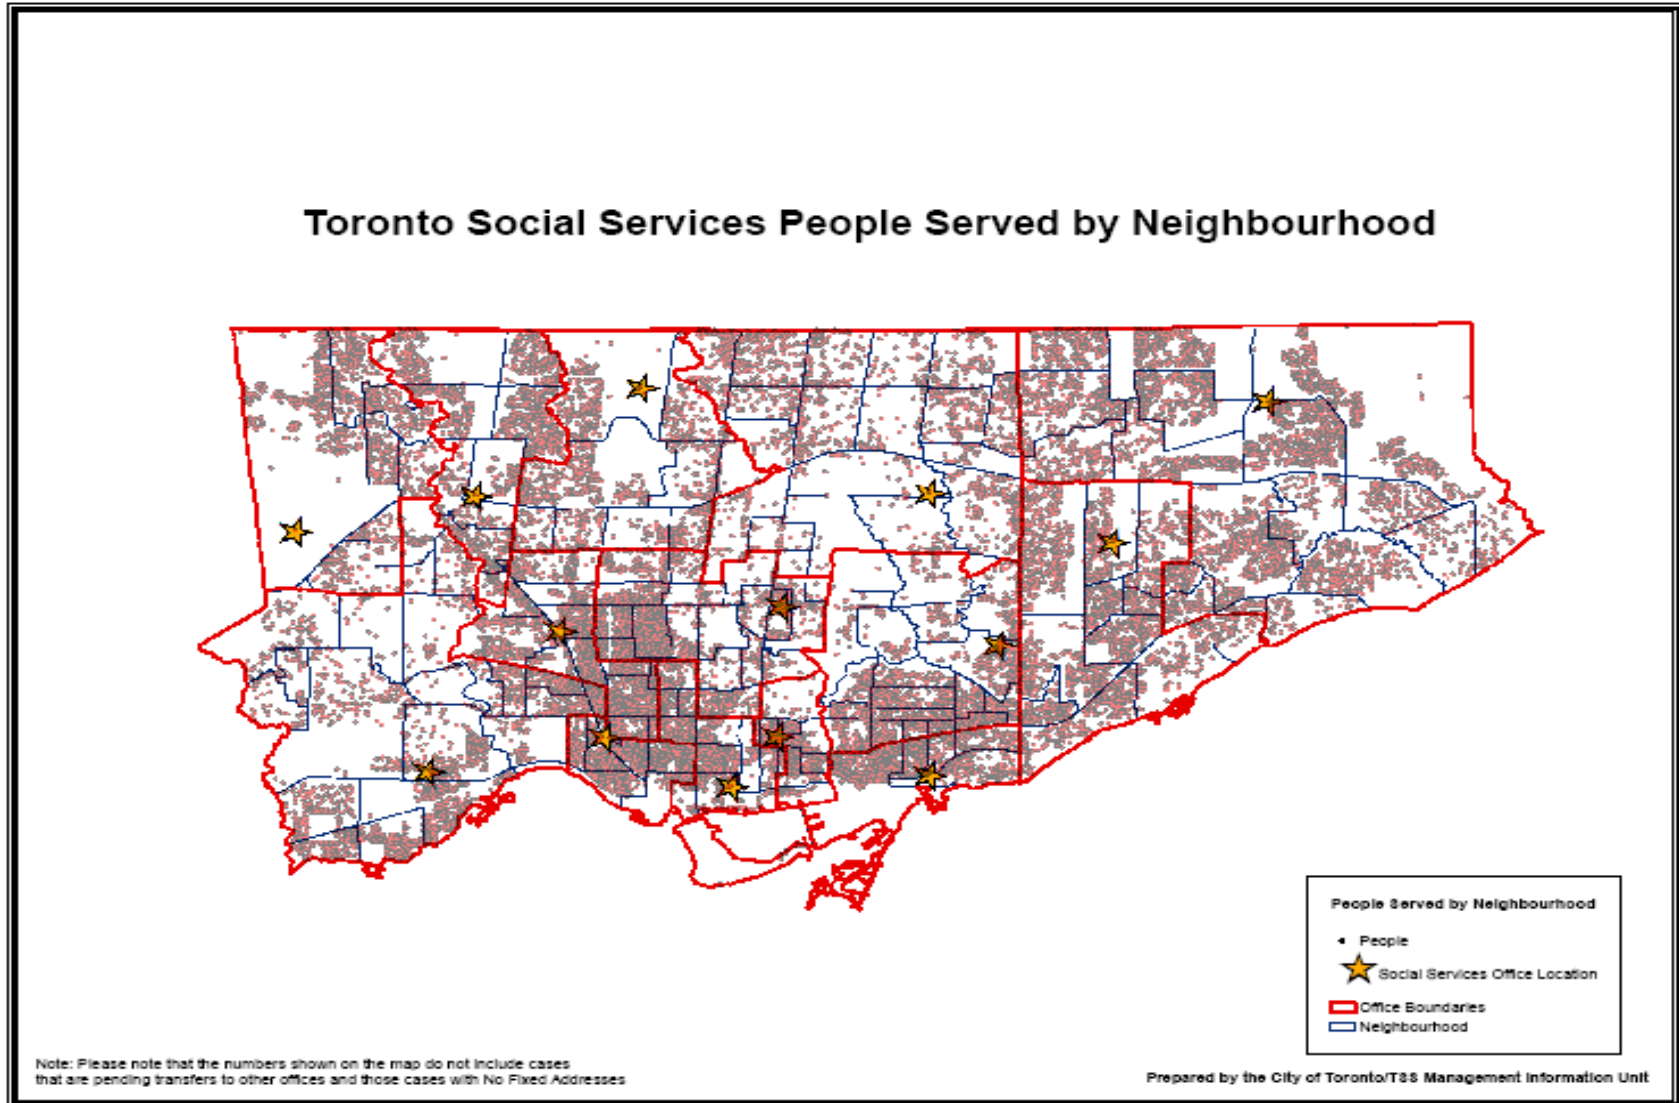 Toronto Social Services People Served by Neighbourhood
People Served by Neighbourhood
People
Social Services Office Location
Office Boundaries
Neighbourhood
Note: Please note that the numbers shown on the map do not include cases
that are pending transfers to other offices and those cases with No Fixed Addresses
Prepared by the City of Toronto/TSS Management Information Unit